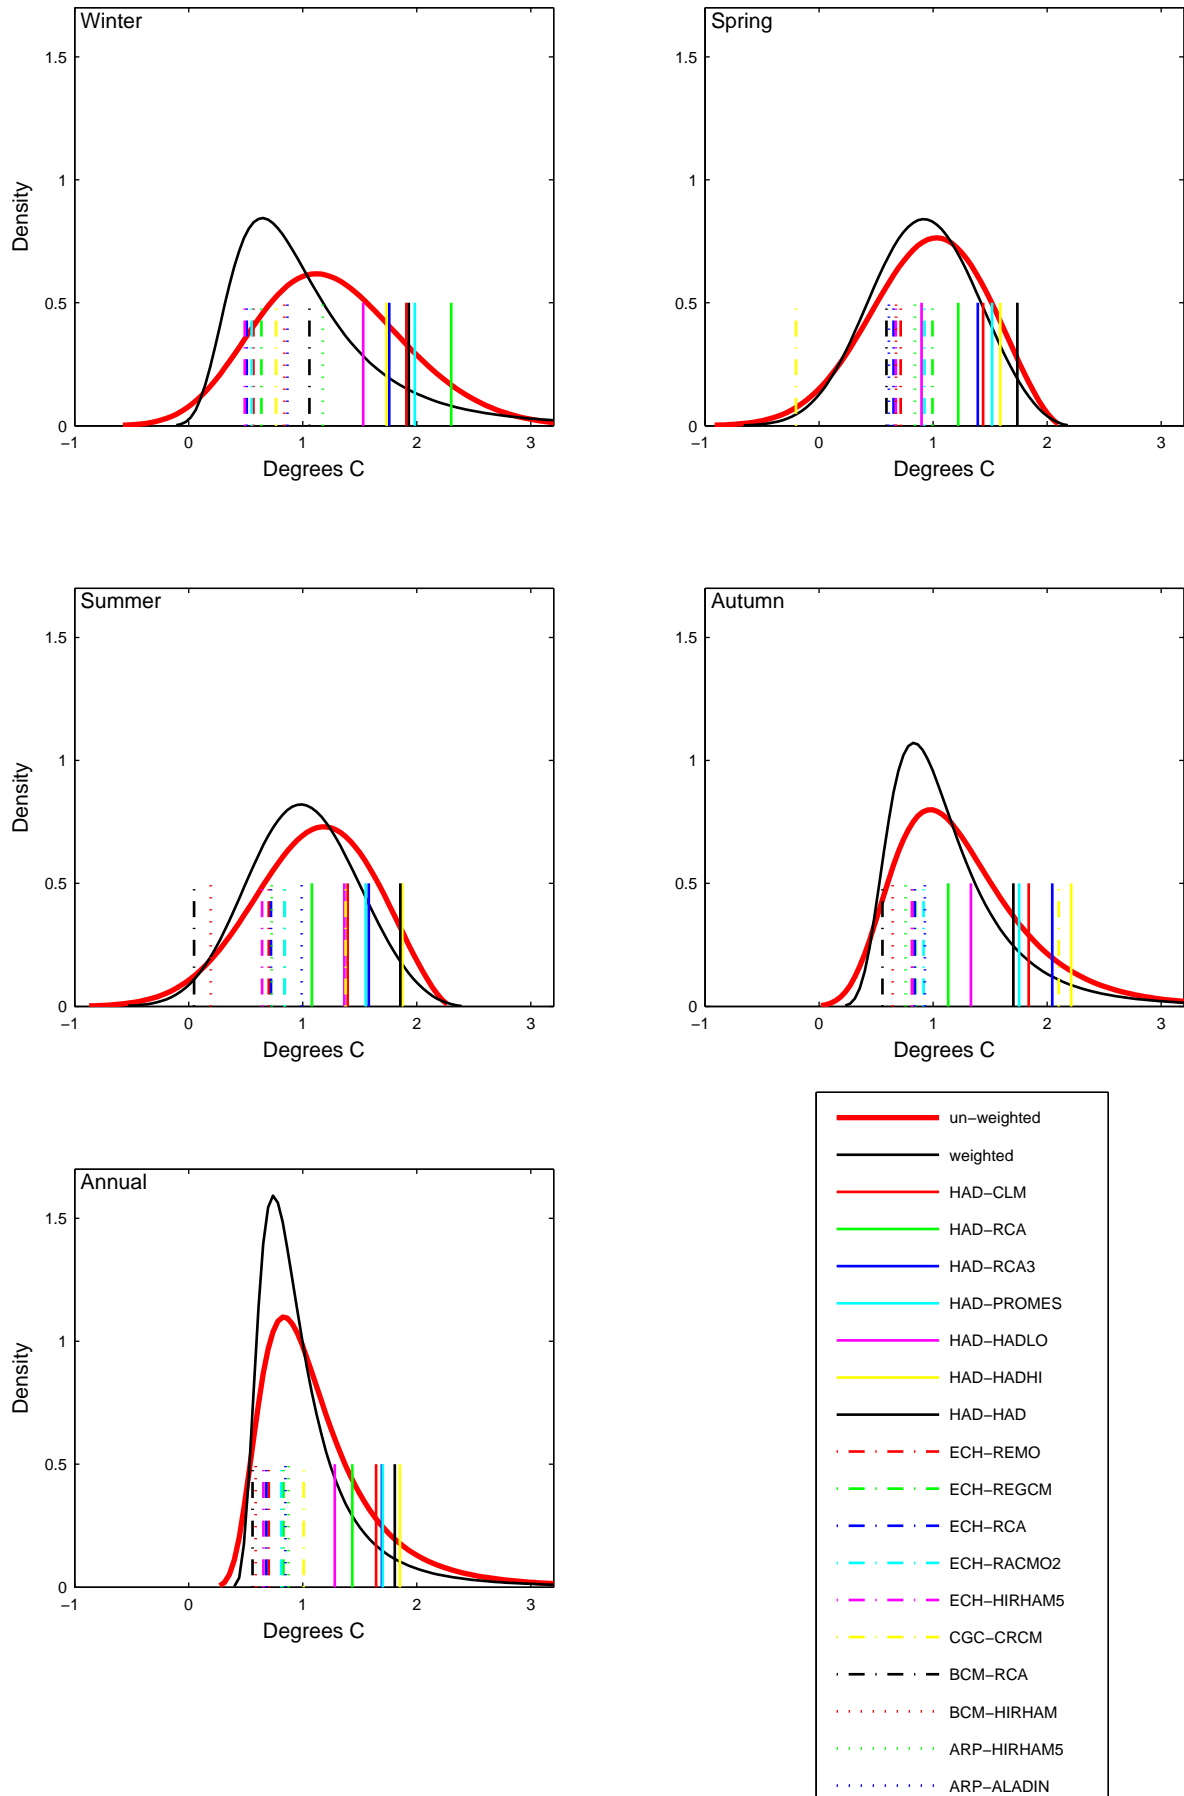 Winter
Density
1.5
1
0.5
0
−1
0
1
2
3
Degrees C
Spring
1.5
1
0.5
0
−1
0
1
2
3
Degrees C
Summer
Density
1.5
1
0.5
0
−1
0
1
2
3
Degrees C
Autumn
1.5
1
0.5
0
−1
0
1
2
3
Degrees C
Annual
Density
1.5
1
0.5
0
−1
0
1
2
3
Degrees C
un−weighted
weighted
HAD−CLM
HAD−RCA
HAD−RCA3
HAD−PROMES
HAD−HADLO
HAD−HADHI
HAD−HAD
ECH−REMO
ECH−REGCM
ECH−RCA
ECH−RACMO2
ECH−HIRHAM5
CGC−CRCM
BCM−RCA
BCM−HIRHAM
ARP−HIRHAM5
ARP−ALADIN